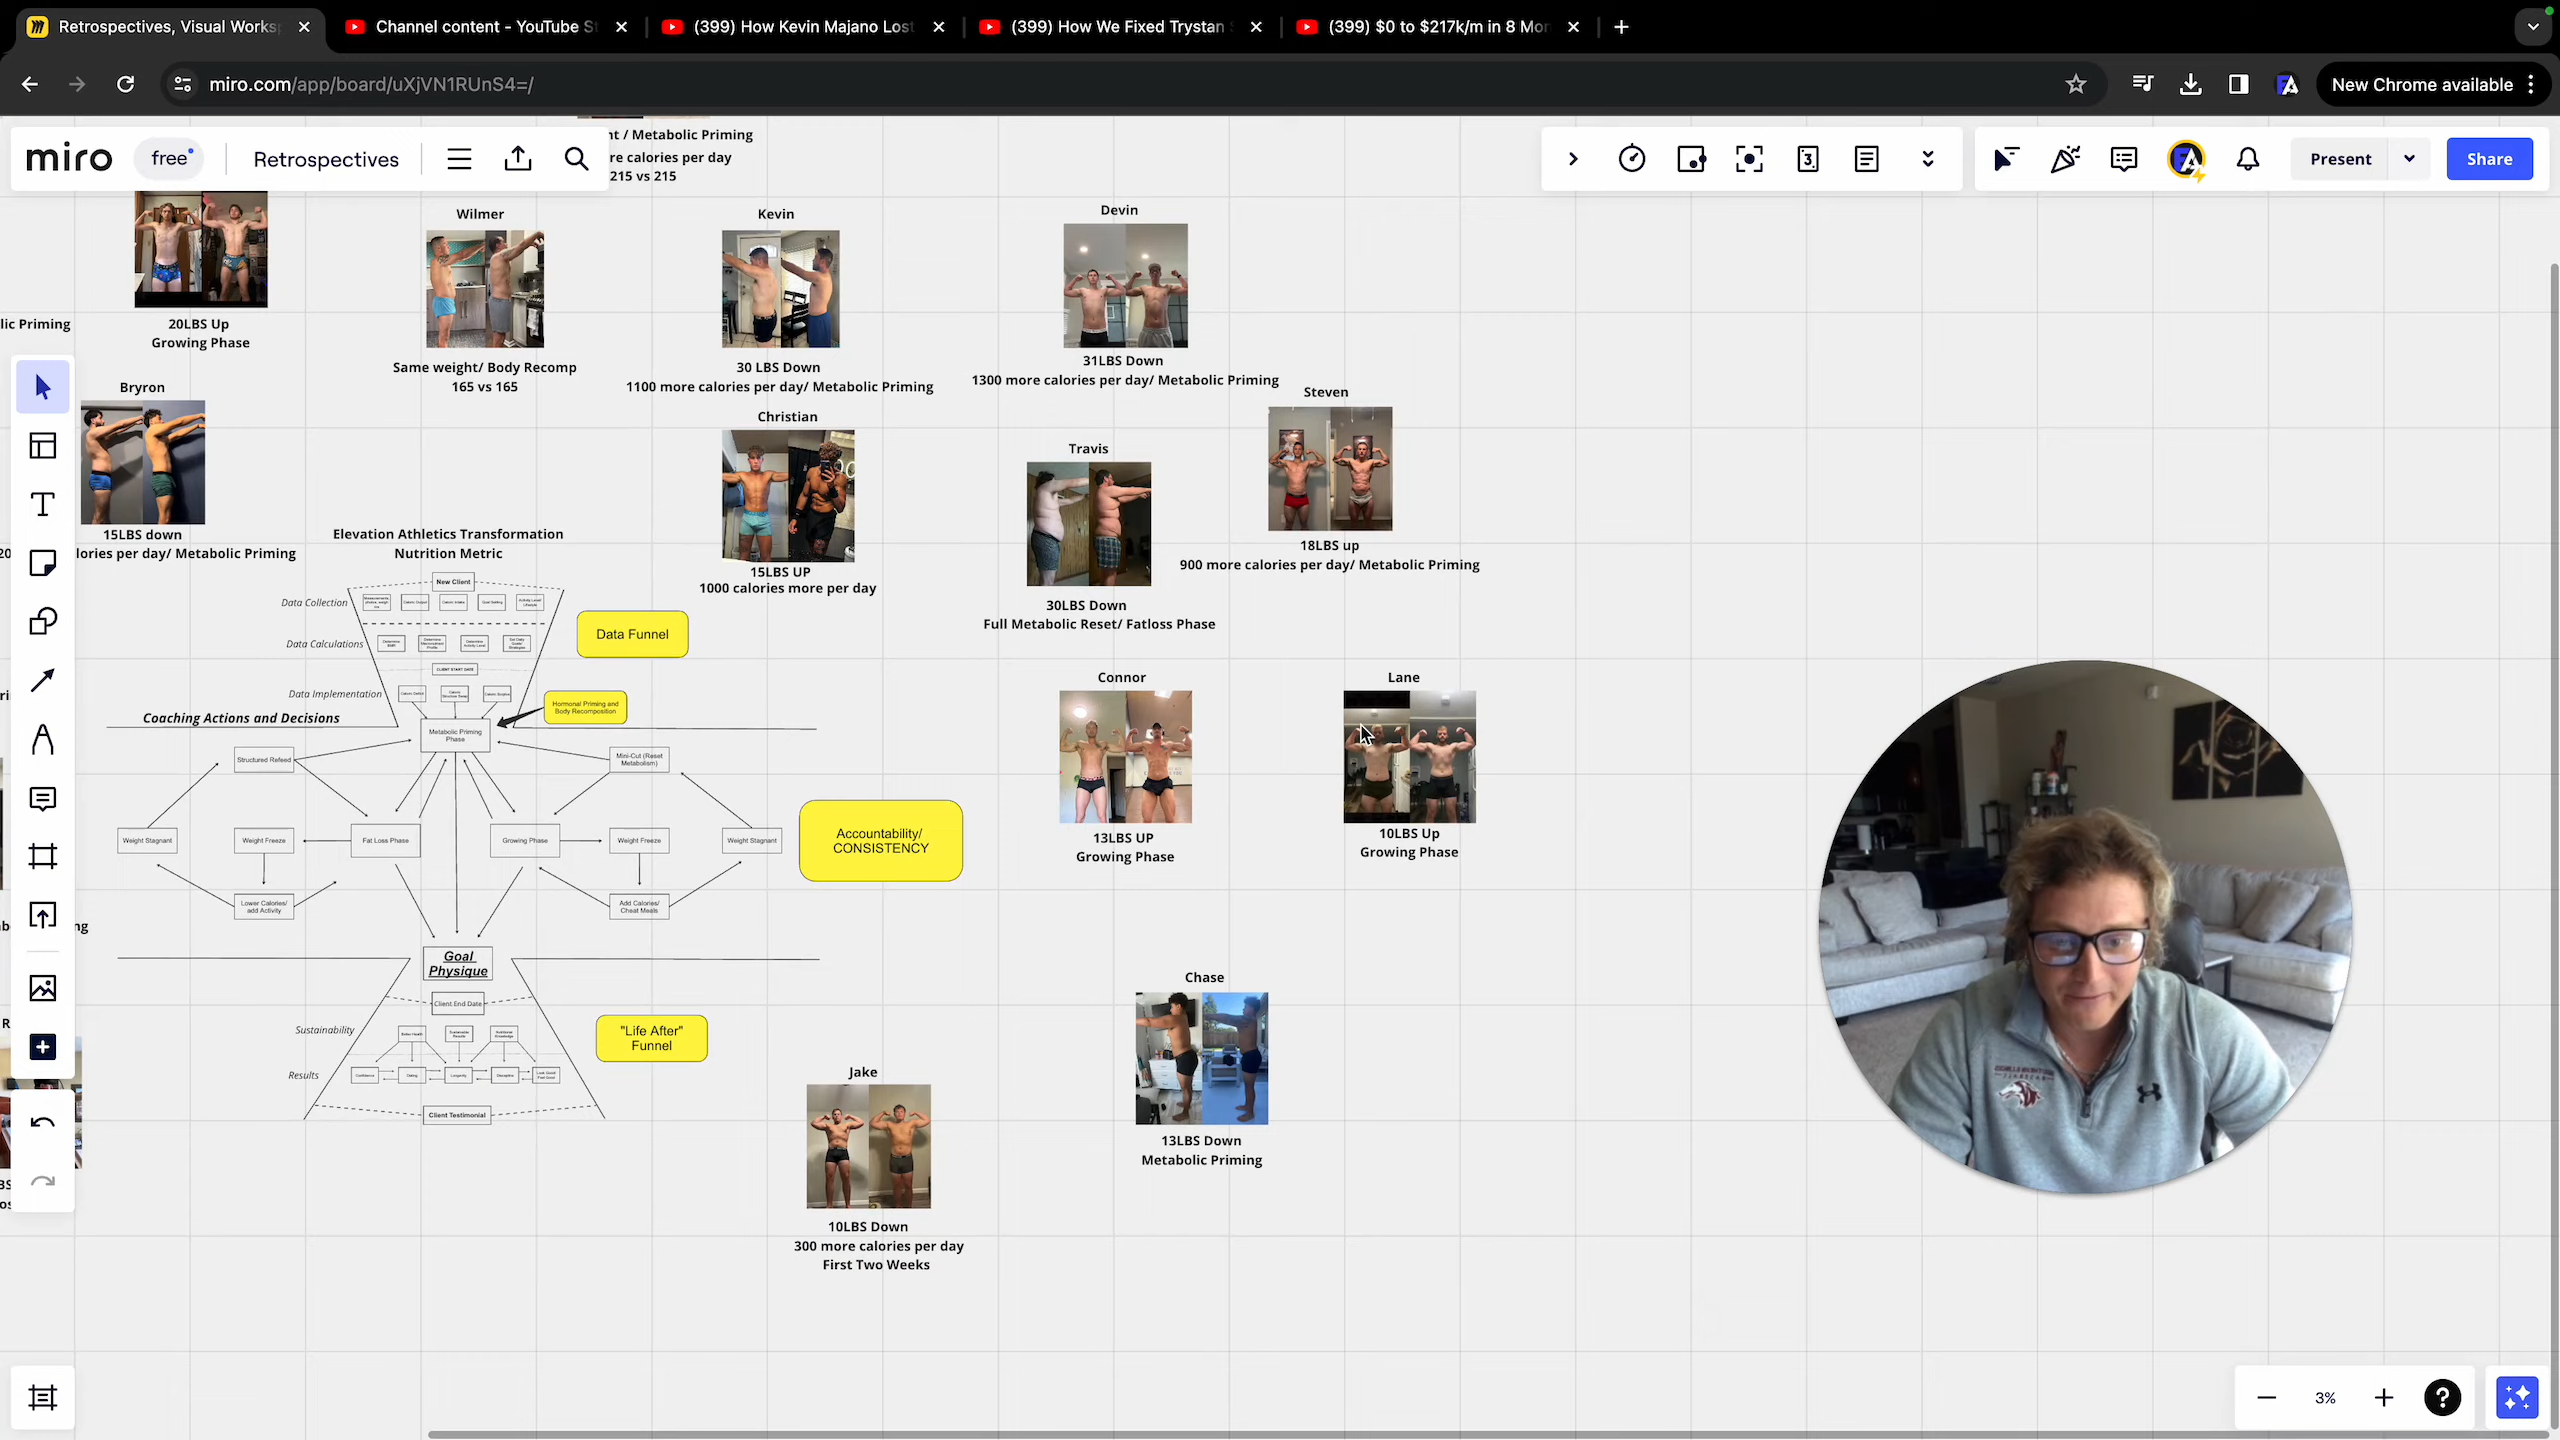 Retrospectives, Visual Works
Channel content - YouTube S
(399) How Kevin Majano Lost
(399) How We Fixed Trystan
(399) $0 to $217k/m in 8 Mon
miro.com/app/board/uXjVN1RUnS4=/
New Chrome available
miro
free
Retrospectives
Present
Share
nt / Metabolic Priming
re calories per day
215 vs 215
20LBS Up
Growing Phase
lic Priming
Wilmer
Same weight/ Body Recomp
165 vs 165
Kevin
30 LBS Down
1100 more calories per day/ Metabolic Priming
Devin
31LBS Down
1300 more calories per day/ Metabolic Priming
Bryron
15LBS down
lories per day/ Metabolic Priming
Christian
15LBS UP
1000 calories more per day
Travis
30LBS Down
Full Metabolic Reset/ Fatloss Phase
Steven
18LBS up
900 more calories per day/ Metabolic Priming
Elevation Athletics Transformation
Nutrition Metric
New Client
Data Collection
Data Calculations
CLIENT START DATE
Data Implementation
Data Funnel
Hormonal Priming and
Body Recomposition
Coaching Actions and Decisions
Metabolic Priming
Phase
Structured Refeed
Mini-Cut (Reset
Metabolism)
Weight Stagnant
Weight Freeze
Fat Loss Phase
Growing Phase
Weight Freeze
Weight Stagnant
Lower Calories/
add Activity
Add Calories/
Cheat Meals
Accountability/
CONSISTENCY
Goal
Physique
Client End Date
Sustainability
Results
Client Testimonial
"Life After"
Funnel
Connor
13LBS UP
Growing Phase
Lane
10LBS Up
Growing Phase
Chase
13LBS Down
Metabolic Priming
Jake
10LBS Down
300 more calories per day
First Two Weeks
3%